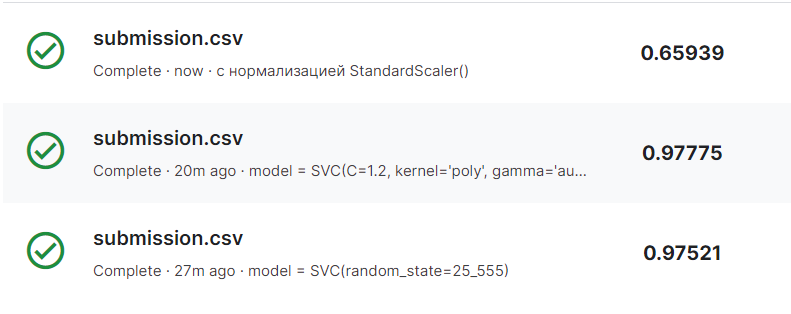 submission.csv
0.65939
Complete · now · с нормализацией StandardScaler()
submission.csv
0.97775
Complete · 20m ago · model = SVC(C=1.2, kernel='poly', gamma='au...
submission.csv
0.97521
Complete · 27m ago · model = SVC(random_state=25_555)